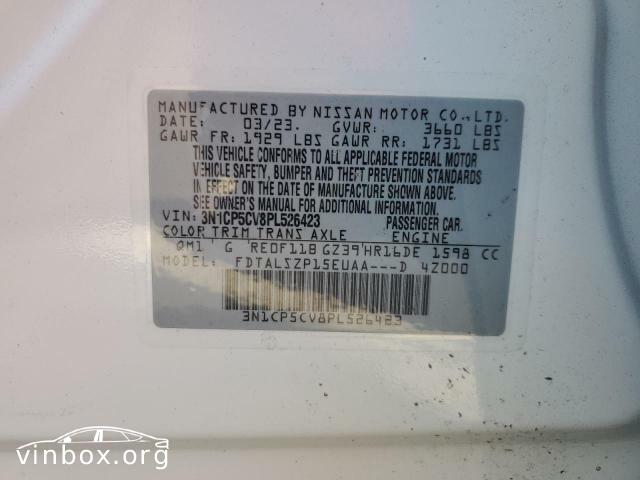 MANUFACTURED BY NISSAN MOTOR CO.,LTD.
DATE: 03/23. GVWR: 3660 LBS
GAWR FR: 1929 LBS GAWR RR: 1731 LBS
THIS VEHICLE CONFORMS TO ALL APPLICABLE FEDERAL MOTOR
VEHICLE SAFETY, BUMPER, AND THEFT PREVENTION STANDARDS
IN EFFECT ON THE DATE OF MANUFACTURE SHOWN ABOVE.
SEE OWNER'S MANUAL FOR ADDITIONAL INFORMATION.
VIN: 3N1CP5CV8PL526423 PASSENGER CAR.
COLOR TRIM TRANS AXLE ENGINE
QM1 G RE0F11B GZ39 HR16DE 1598 CC
FDTALSZP15EUAA---D 4Z000
3N1CP5CV8PL526423
vinbox.org